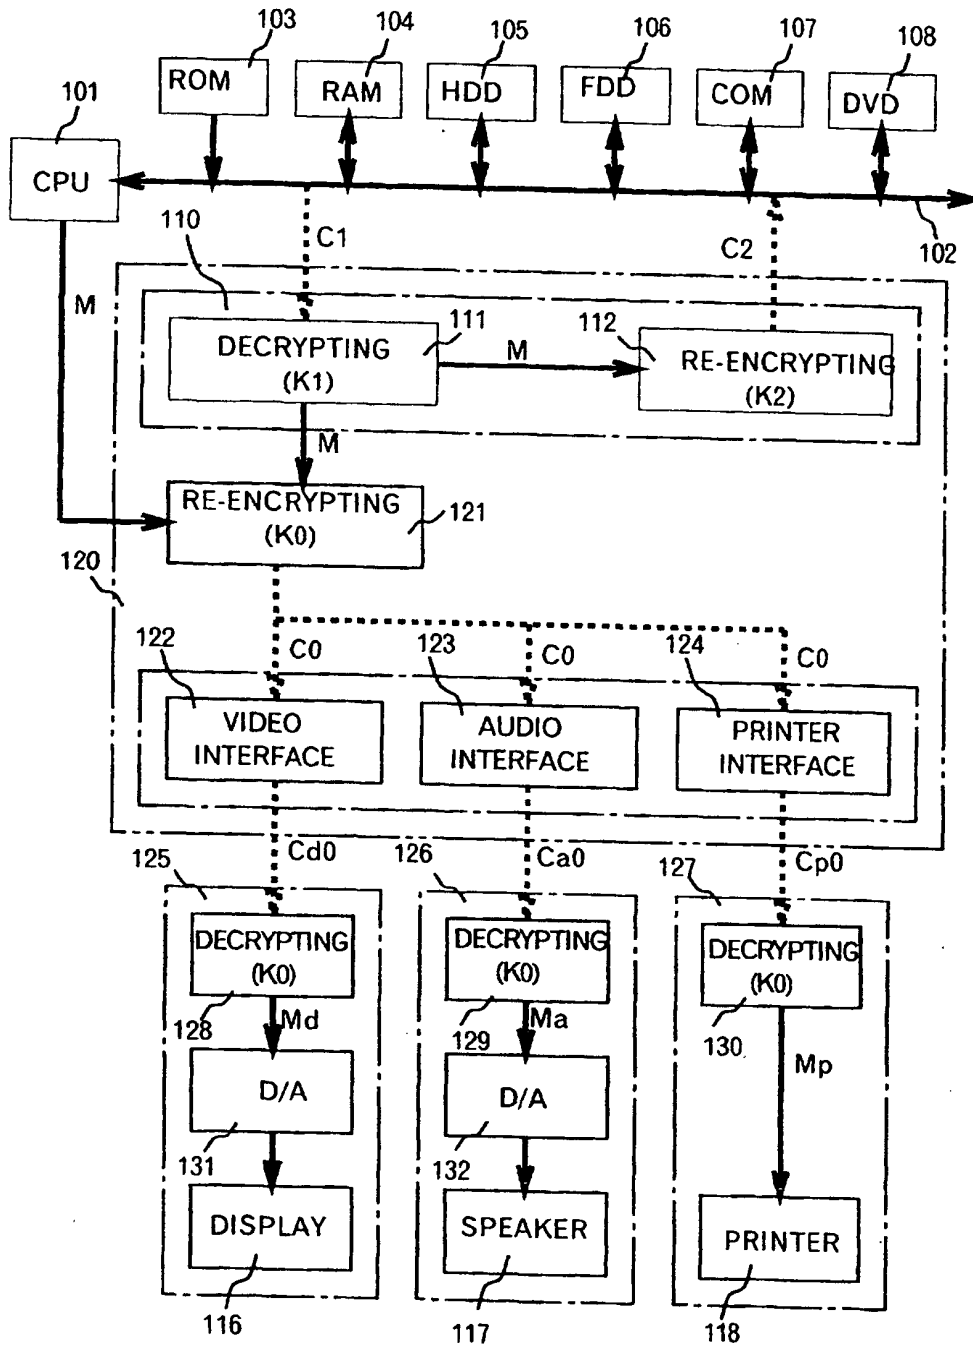 103
104
105
106
107
108
101
ROM
RAM
HDD
FDD
COM
DVD
CPU
102
110
C1
C2
M
111
112
DECRYPTING
(K1)
M
RE-ENCRYPTING
(K2)
M
RE-ENCRYPTING
(K0)
121
120
122
C0
123
C0
124
C0
VIDEO
INTERFACE
AUDIO
INTERFACE
PRINTER
INTERFACE
125
Cd0
126
Ca0
127
Cp0
DECRYPTING
(K0)
DECRYPTING
(K0)
DECRYPTING
(K0)
128
Md
129
Ma
130
Mp
D/A
D/A
131
132
DISPLAY
SPEAKER
PRINTER
116
117
118